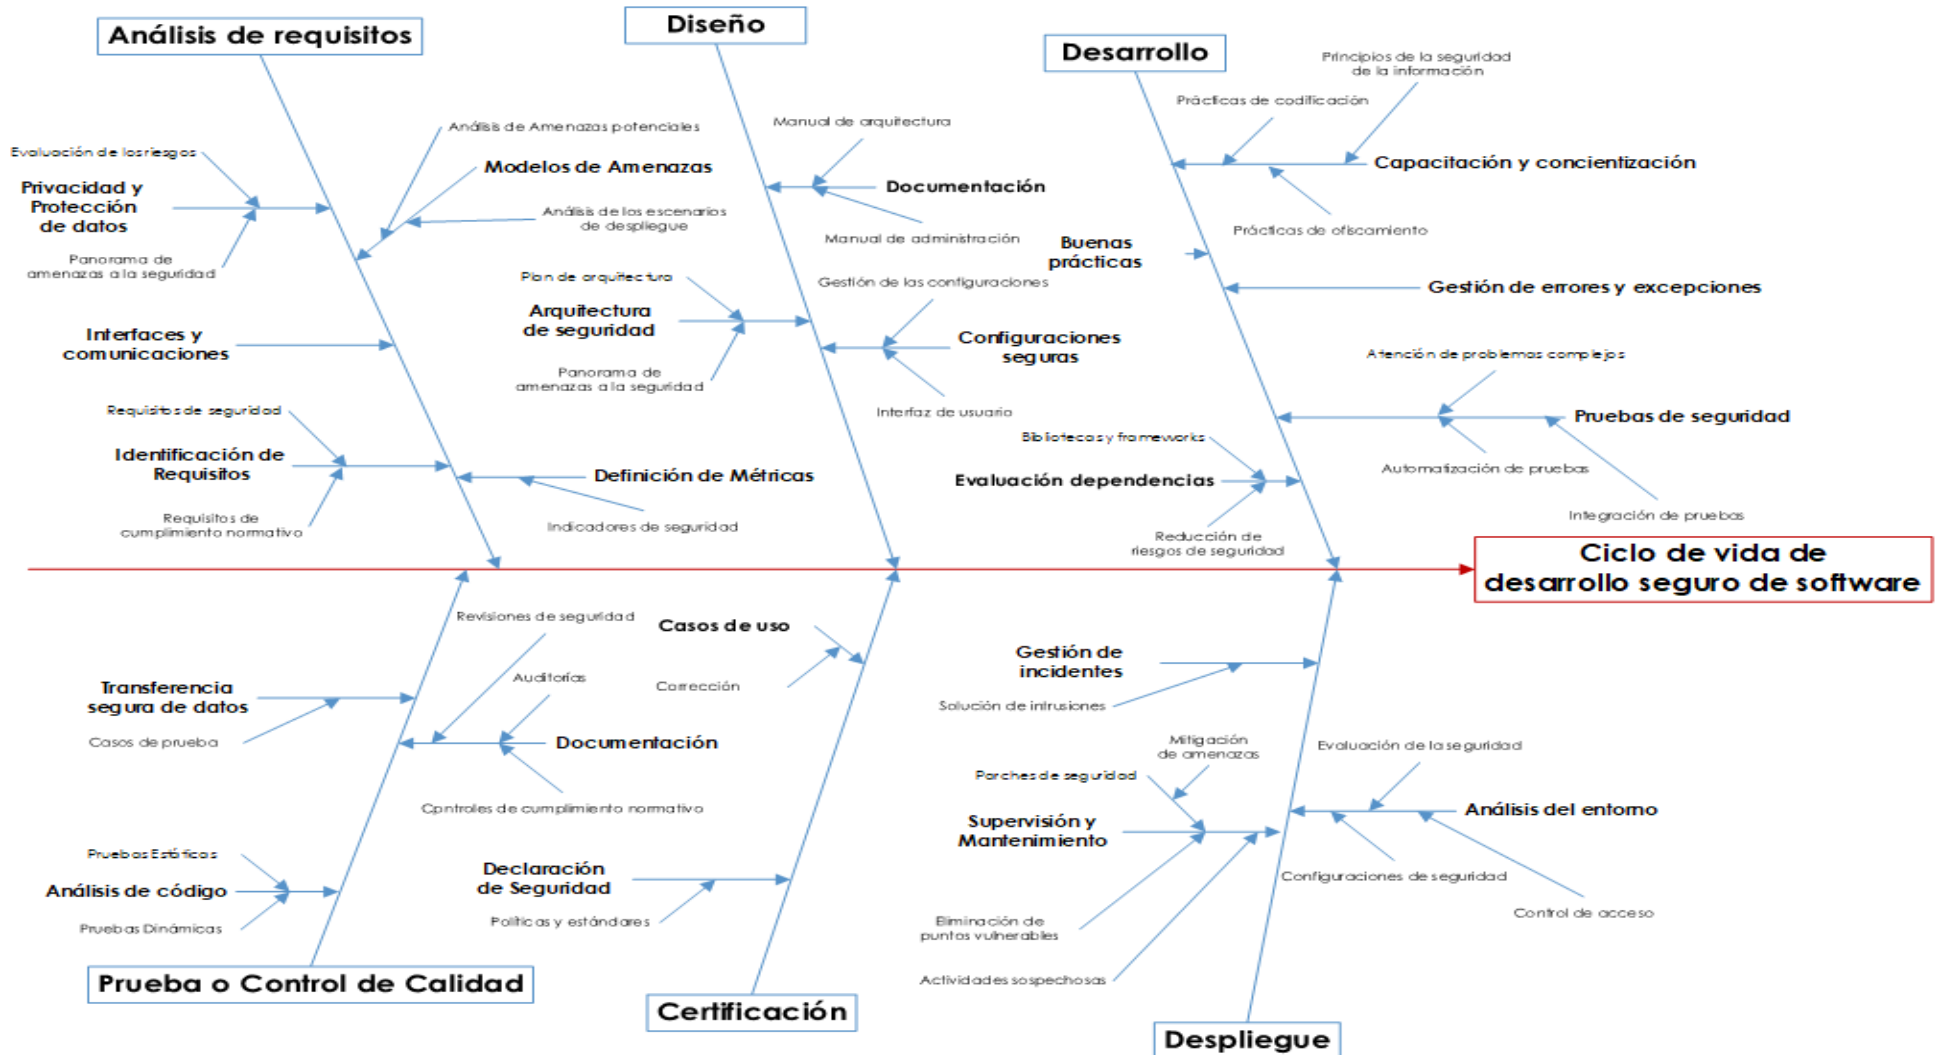 Análisis de requisitos
Diseño
Desarrollo
Principios de la seguridad
de la información
Prácticas de codificación
Análisis de Amenazas potenciales
Manual de arquitectura
Evaluación de los riesgos
Modelos de Amenazas
Capacitación y concientización
Privacidad y
Protección
de datos
Documentación
Análisis de los escenarios
de despliegue
Manual de administración
Prácticas de ofiscamiento
Panorama de
amenazas a la seguridad
Buenas
prácticas
Plan de arquitectura
Gestión de las configuraciones
Gestión de errores y excepciones
Arquitectura
de seguridad
Interfaces y
comunicaciones
Configuraciones
seguras
Atención de problemas complejos
Panorama de
amenazas a la seguridad
Requisitos de seguridad
Interfaz de usuario
Pruebas de seguridad
Bibliotecas y frameworks
Identificación de
Requisitos
Definición de Métricas
Evaluación dependencias
Automatización de pruebas
Requisitos de
cumplimiento normativo
Indicadores de seguridad
Reducción de
riesgos de seguridad
Integración de pruebas
Ciclo de vida de
desarrollo seguro de software
Revisiones de seguridad
Casos de uso
Gestión de
incidentes
Auditorías
Transferencia
segura de datos
Corrección
Solución de intrusiones
Casos de prueba
Documentación
Mitigación
de amenazas
Evaluación de la seguridad
Parches de seguridad
Cpntroles de cumplimiento normativo
Análisis del entorno
Supervisión y
Mantenimiento
Pruebas Estáticas
Análisis de código
Declaración
de Seguridad
Configuraciones de seguridad
Pruebas Dinámicas
Políticas y estándares
Eliminación de
puntos vulnerables
Control de acceso
Actividades sospechosas
Prueba o Control de Calidad
Certificación
Despliegue